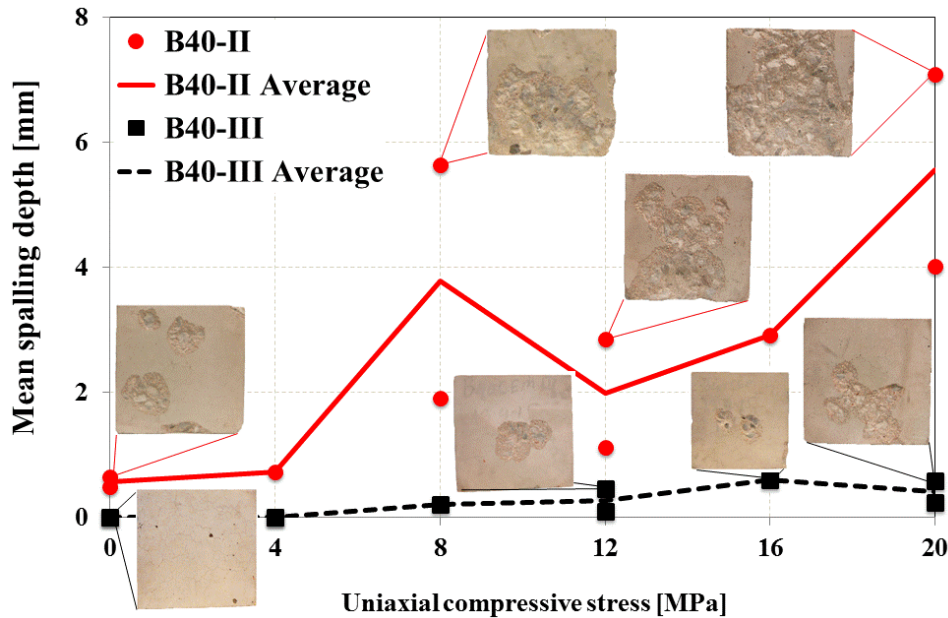 8
B40-II
B40-II Average
B40-III
B40-III Average
6
4
2
0
Mean spalling depth [mm]
0 4 8 12 16 20
Uniaxial compressive stress [MPa]